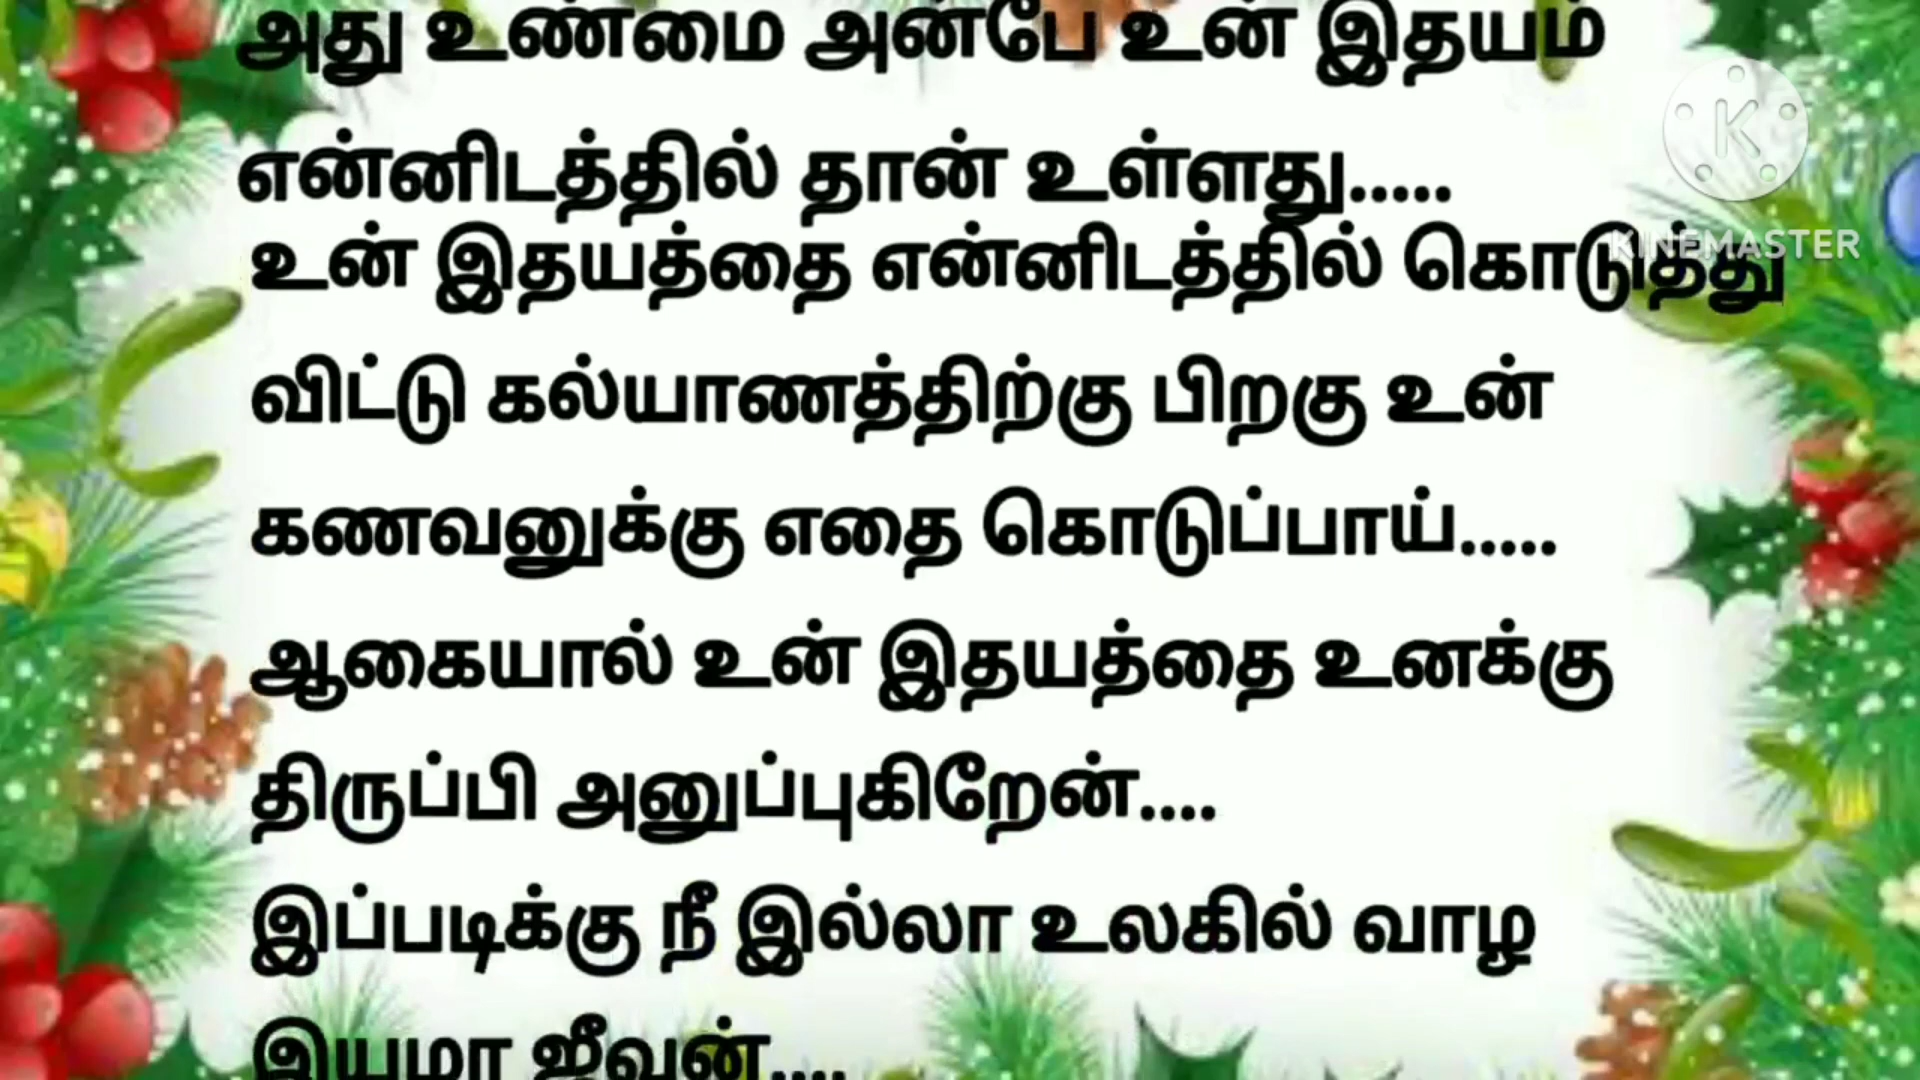 அது உண்மை அன்பே உன் இதயம்
என்னிடத்தில் தான் உள்ளது.....
உன் இதயத்தை என்னிடத்தில் கொடுத்து
விட்டு கல்யாணத்திற்கு பிறகு உன்
கணவனுக்கு எதை கொடுப்பாய்.....
ஆகையால் உன் இதயத்தை உனக்கு
திருப்பி அனுப்புகிறேன்....
இப்படிக்கு நீ இல்லா உலகில் வாழ
இயமா ஜீவன்....
K
KINEMASTER